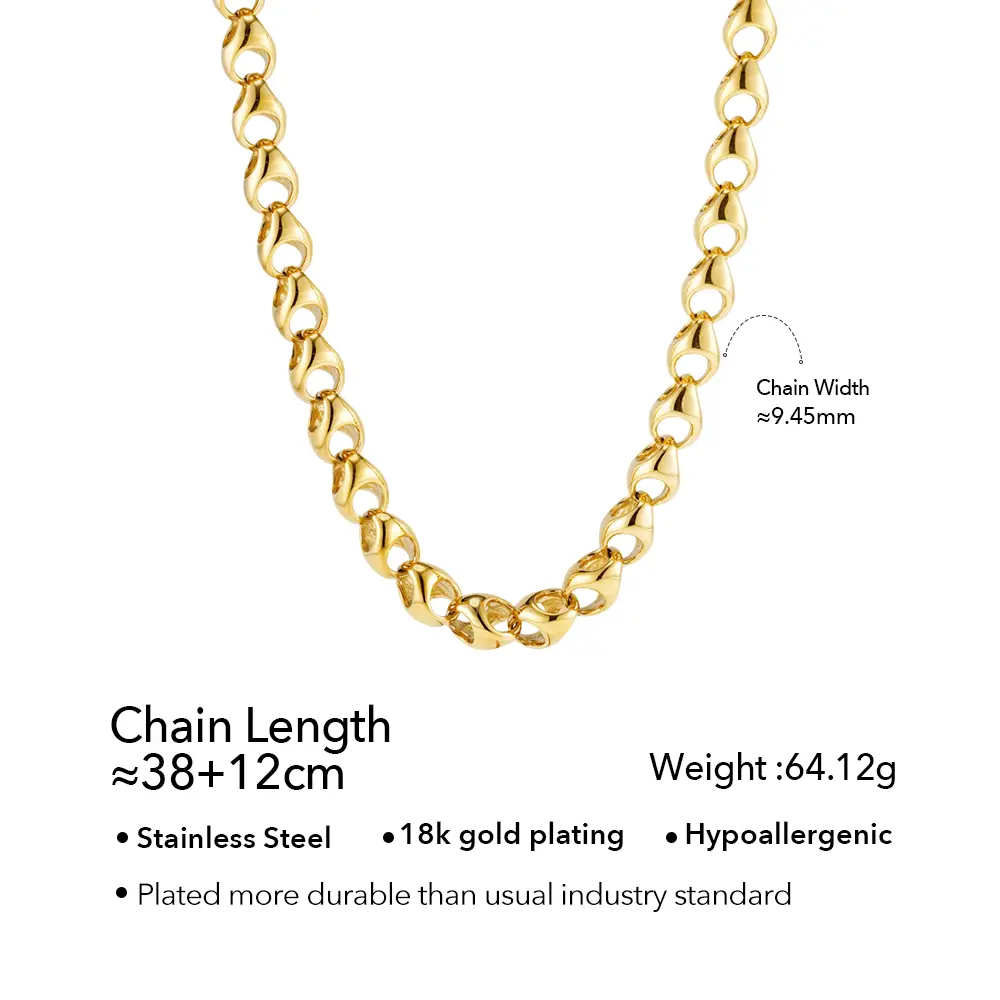 Chain Width
≈9.45mm
Chain Length
≈38+12cm
Weight :64.12g
• Stainless Steel
• 18k gold plating
• Hypoallergenic
• Plated more durable than usual industry standard